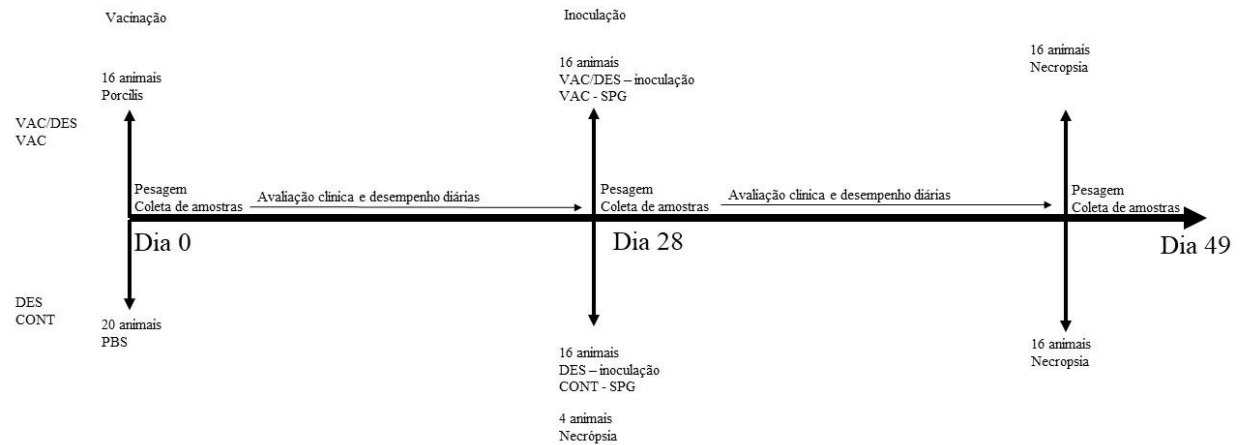 Vacinação
Inoculação
16 animais
Porcilis
16 animais
VAC/DES – inoculação
VAC - SPG
16 animais
Necropsia
VAC/DES
VAC
Pesagem
Coleta de amostras
Avaliação clinica e desempenho diárias
Pesagem
Coleta de amostras
Avaliação clinica e desempenho diárias
Pesagem
Coleta de amostras
Dia 0
Dia 28
Dia 49
DES
CONT
20 animais
PBS
16 animais
DES – inoculação
CONT - SPG
4 animais
Necrópsia
16 animais
Necropsia